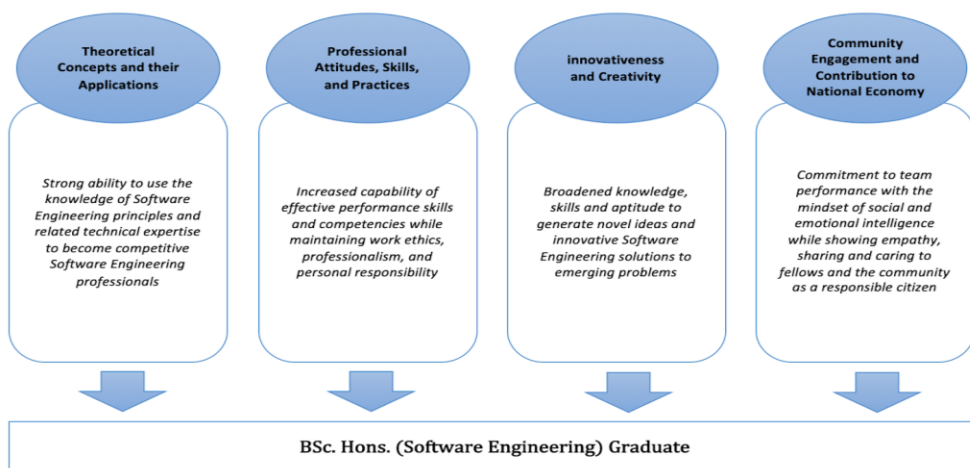 Theoretical
Concepts and their
Applications
Strong ability to use the
knowledge of Software
Engineering principles and
related technical expertise
to become competitive
Software Engineering
professionals
Professional
Attitudes, Skills,
and Practices
Increased capability of
effective performance skills
and competencies while
maintaining work ethics,
professionalism, and
personal responsibility
innovativeness
and Creativity
Broadened knowledge,
skills and aptitude to
generate novel ideas and
innovative Software
Engineering solutions to
emerging problems
Community
Engagement and
Contribution to
National Economy
Commitment to team
performance with the
mindset of social and
emotional intelligence
while showing empathy,
sharing and caring to
fellows and the community
as a responsible citizen
BSc. Hons. (Software Engineering) Graduate